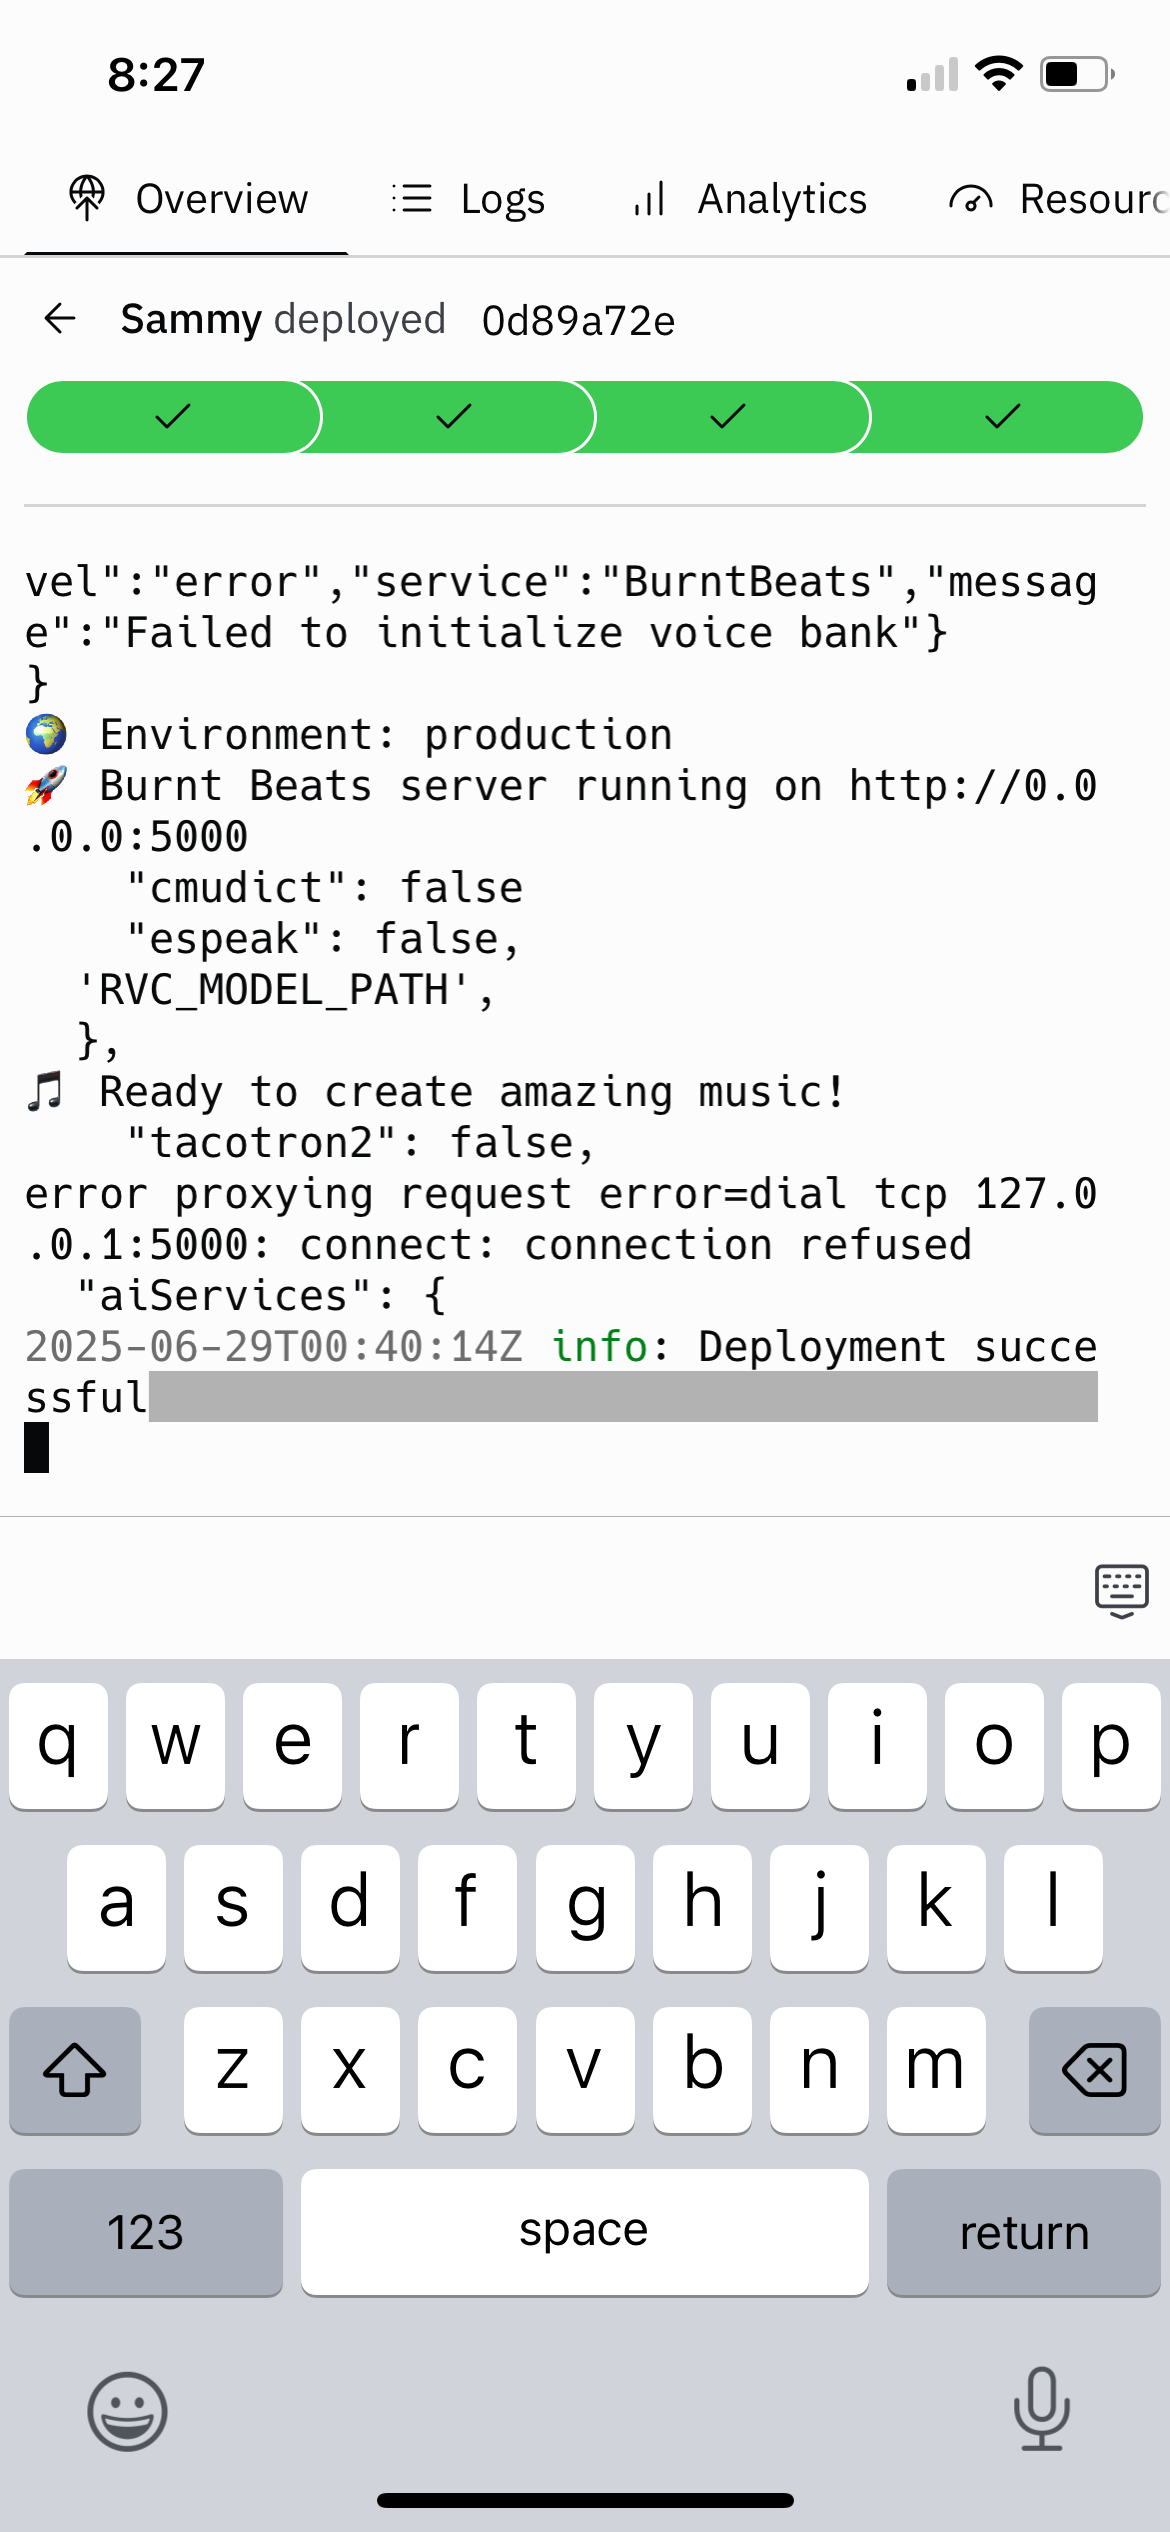 8:27
Overview Logs Analytics Resourc
Sammy deployed 0d89a72e
vel":"error","service":"BurntBeats","messag
e":"Failed to initialize voice bank"}
}
🌍 Environment: production
🚀 Burnt Beats server running on http://0.0
.0.0:5000
"cmudict": false
"espeak": false,
'RVC_MODEL_PATH',
},
🎵 Ready to create amazing music!
"tacotron2": false,
error proxying request error=dial tcp 127.0
.0.1:5000: connect: connection refused
"aiServices": {
2025-06-29T00:40:14Z info: Deployment succe
ssful
q w e r t y u i o p
a s d f g h j k l
z x c v b n m
123 space return